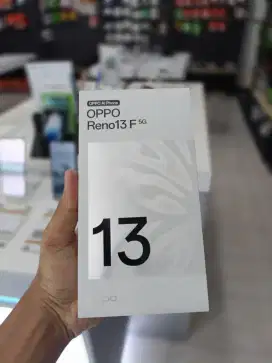 OPPO AI Phone
OPPO
Reno13 F 5G
13